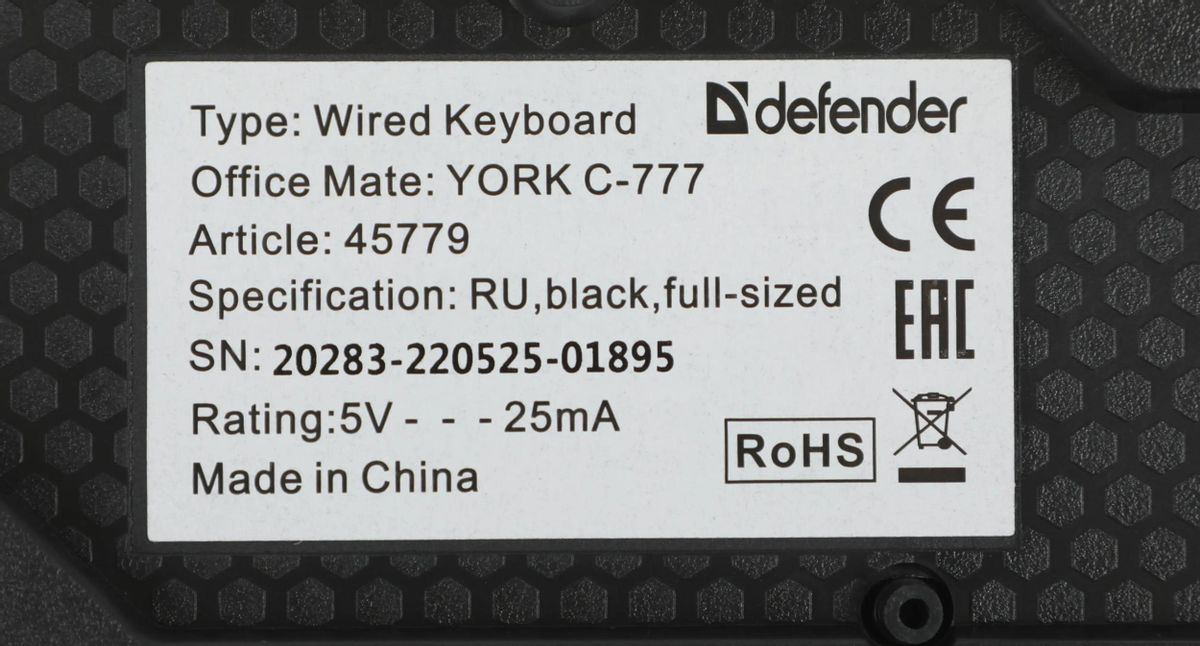 defender
Type: Wired Keyboard
Office Mate: YORK C-777
Article: 45779
Specification: RU,black,full-sized
SN: 20283-220525-01895
Rating:5V - - - 25mA
Made in China
CE
EAC
RoHS